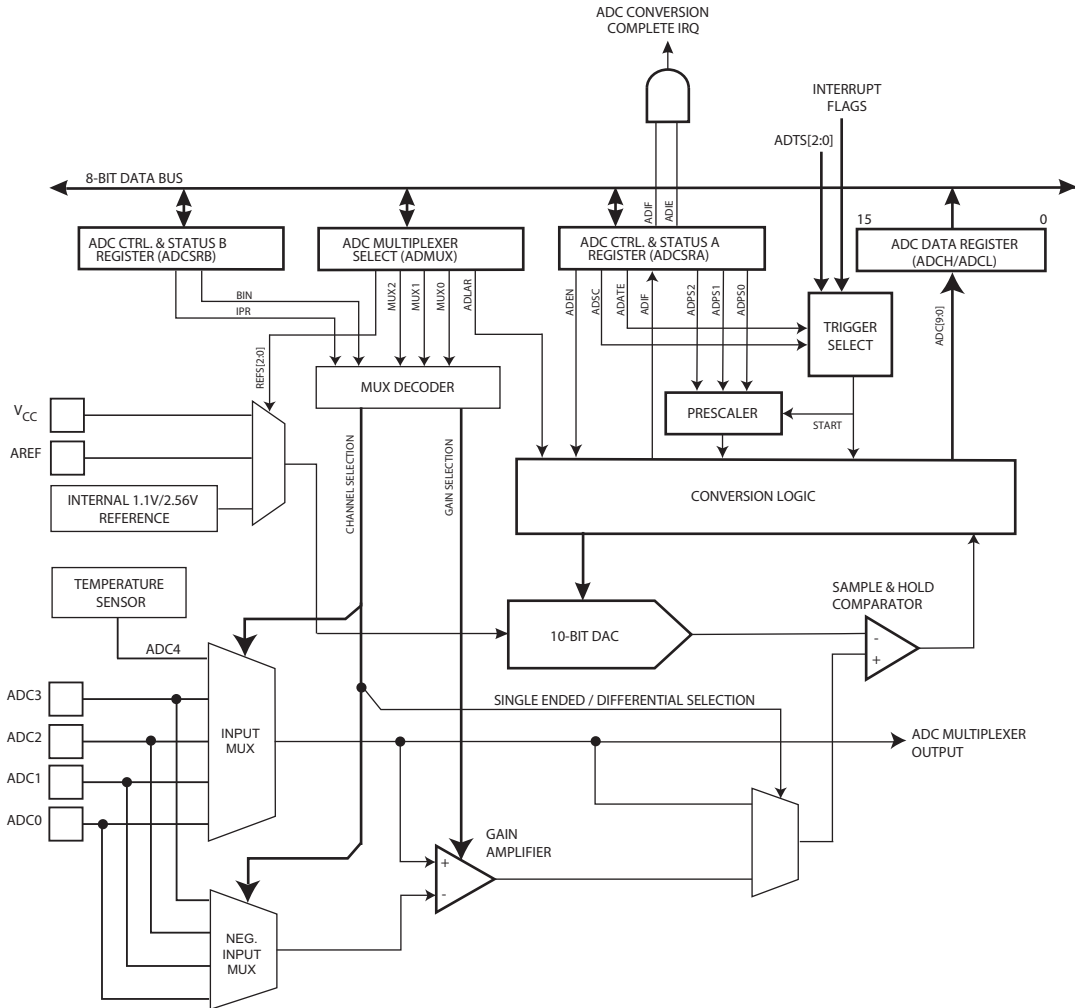 ADC CONVERSION
COMPLETE IRQ
INTERRUPT
FLAGS
ADTS[2:0]
8-BIT DATA BUS
ADIF
ADIE
15
0
ADC CTRL. & STATUS B
REGISTER (ADCSRB)
ADC MULTIPLEXER
SELECT (ADMUX)
ADC CTRL. & STATUS A
REGISTER (ADCSRA)
ADC DATA REGISTER
(ADCH/ADCL)
BIN
IPR
REFS[2:0]
MUX2
MUX1
MUX0
ADLAR
ADEN
ADSC
ADATE
ADIF
ADPS2
ADPS1
ADPS0
ADC[9:0]
TRIGGER
SELECT
MUX DECODER
PRESCALER
START
VCC
AREF
INTERNAL 1.1V/2.56V
REFERENCE
CHANNEL SELECTION
GAIN SELECTION
CONVERSION LOGIC
TEMPERATURE
SENSOR
SAMPLE & HOLD
COMPARATOR
10-BIT DAC
-
+
ADC4
ADC3
ADC2
ADC1
ADC0
INPUT
MUX
SINGLE ENDED / DIFFERENTIAL SELECTION
ADC MULTIPLEXER
OUTPUT
GAIN
AMPLIFIER
+
-
NEG.
INPUT
MUX